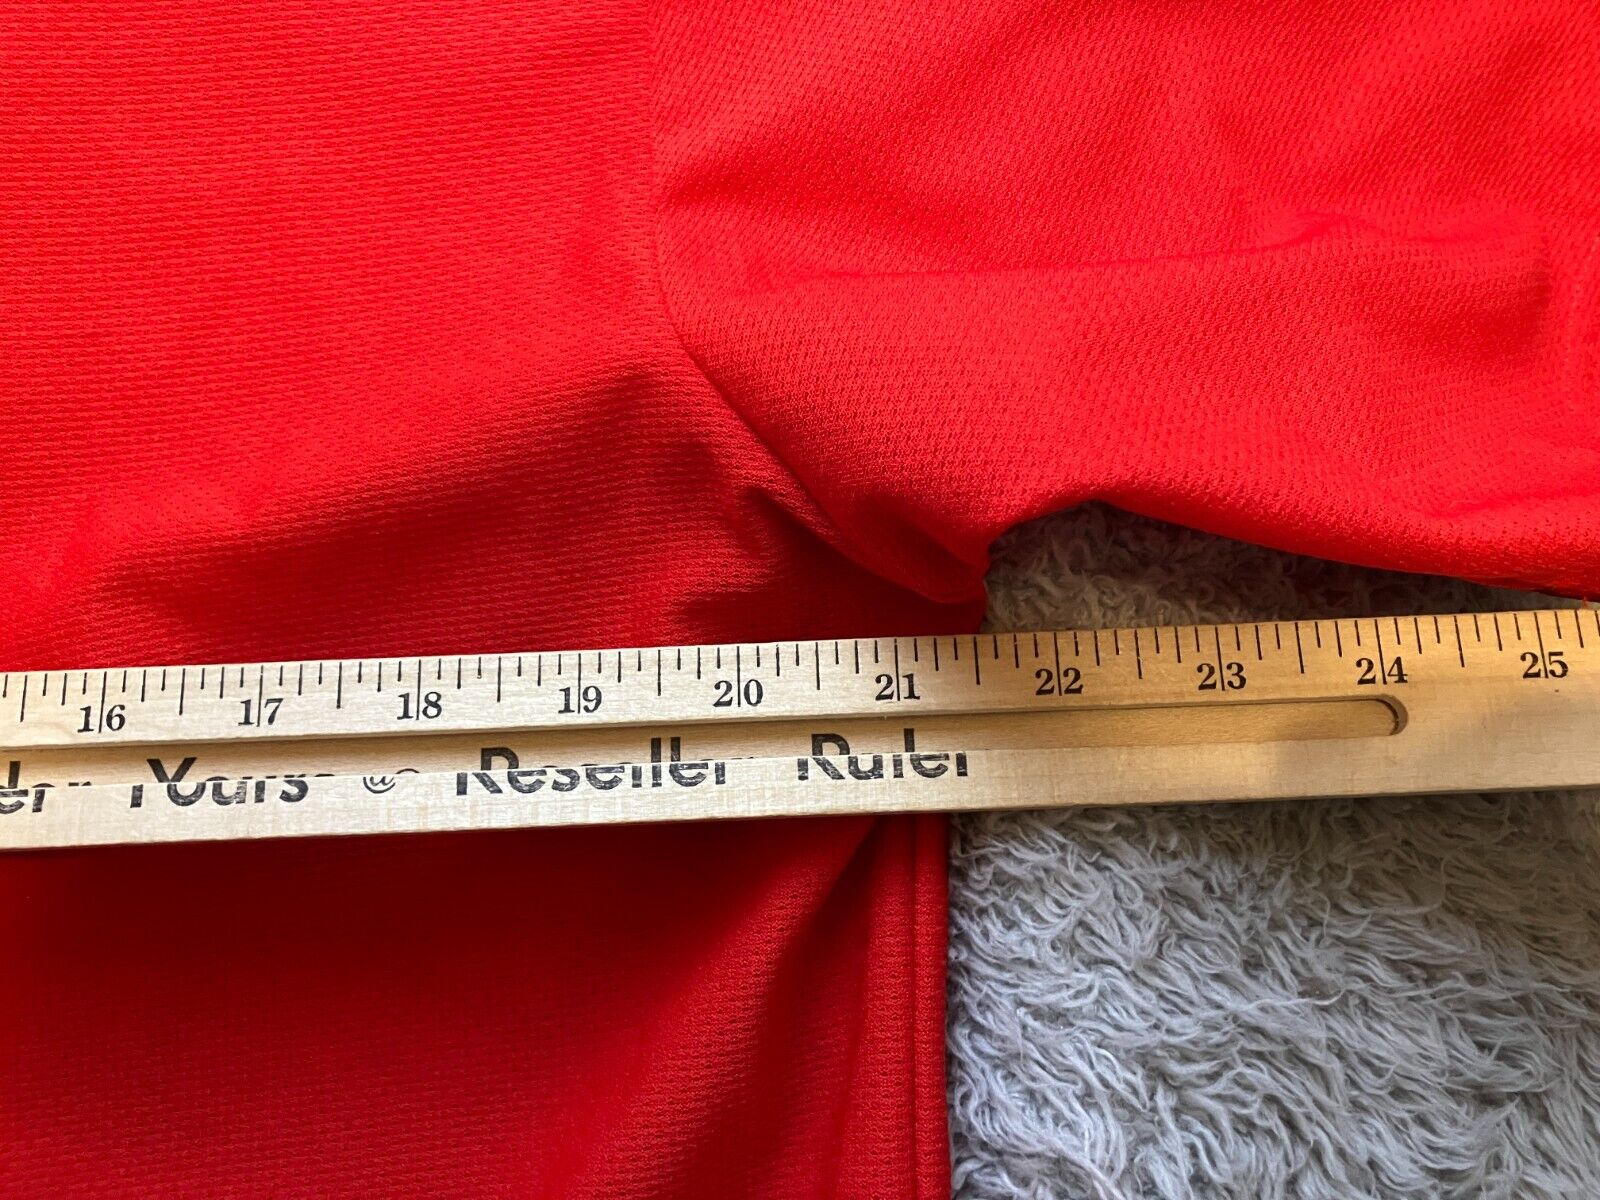 16 17 18 19 20 21 22 23 24 25
Yours @ Reseller Ruler